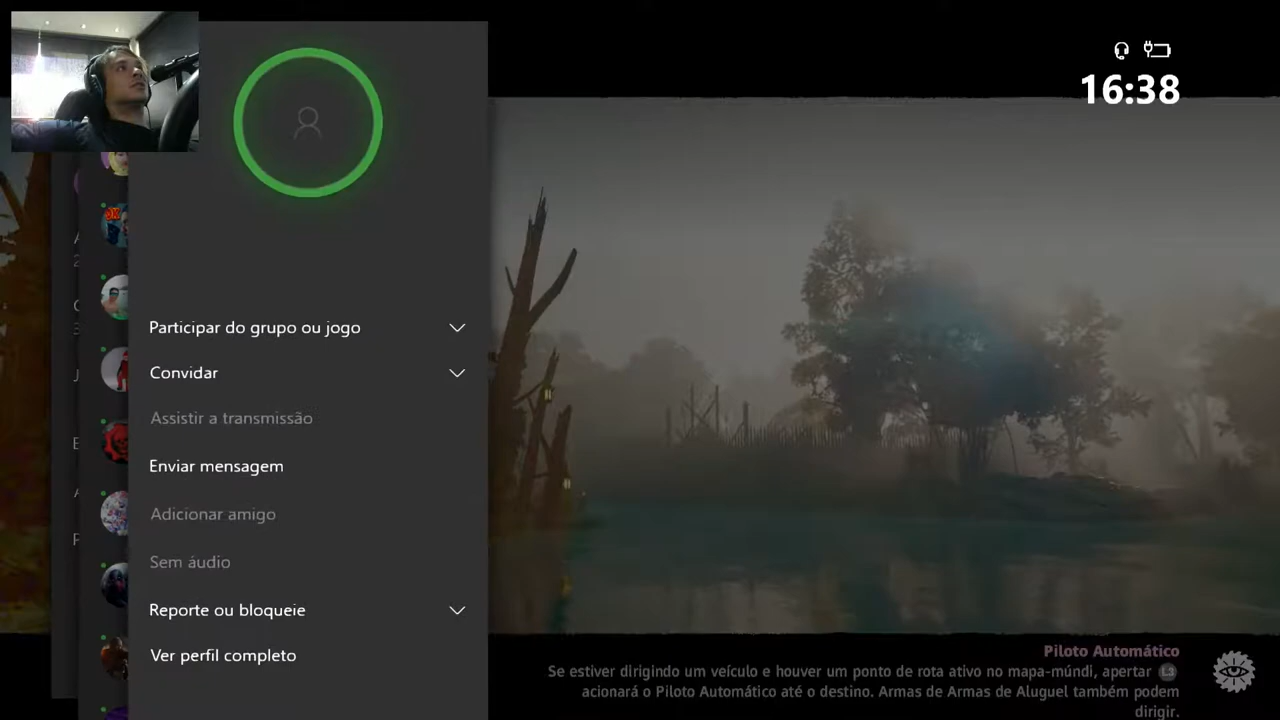 16:38
Participar do grupo ou jogo
Convidar
Assistir a transmissão
Enviar mensagem
Adicionar amigo
Sem áudio
Reporte ou bloqueie
Ver perfil completo
Piloto Automático
Se estiver dirigindo um veículo e houver um ponto de rota ativo no mapa-múndi, apertar L3
acionará o Piloto Automático até o destino. Armas de Armas de Aluguel também podem
dirigir.